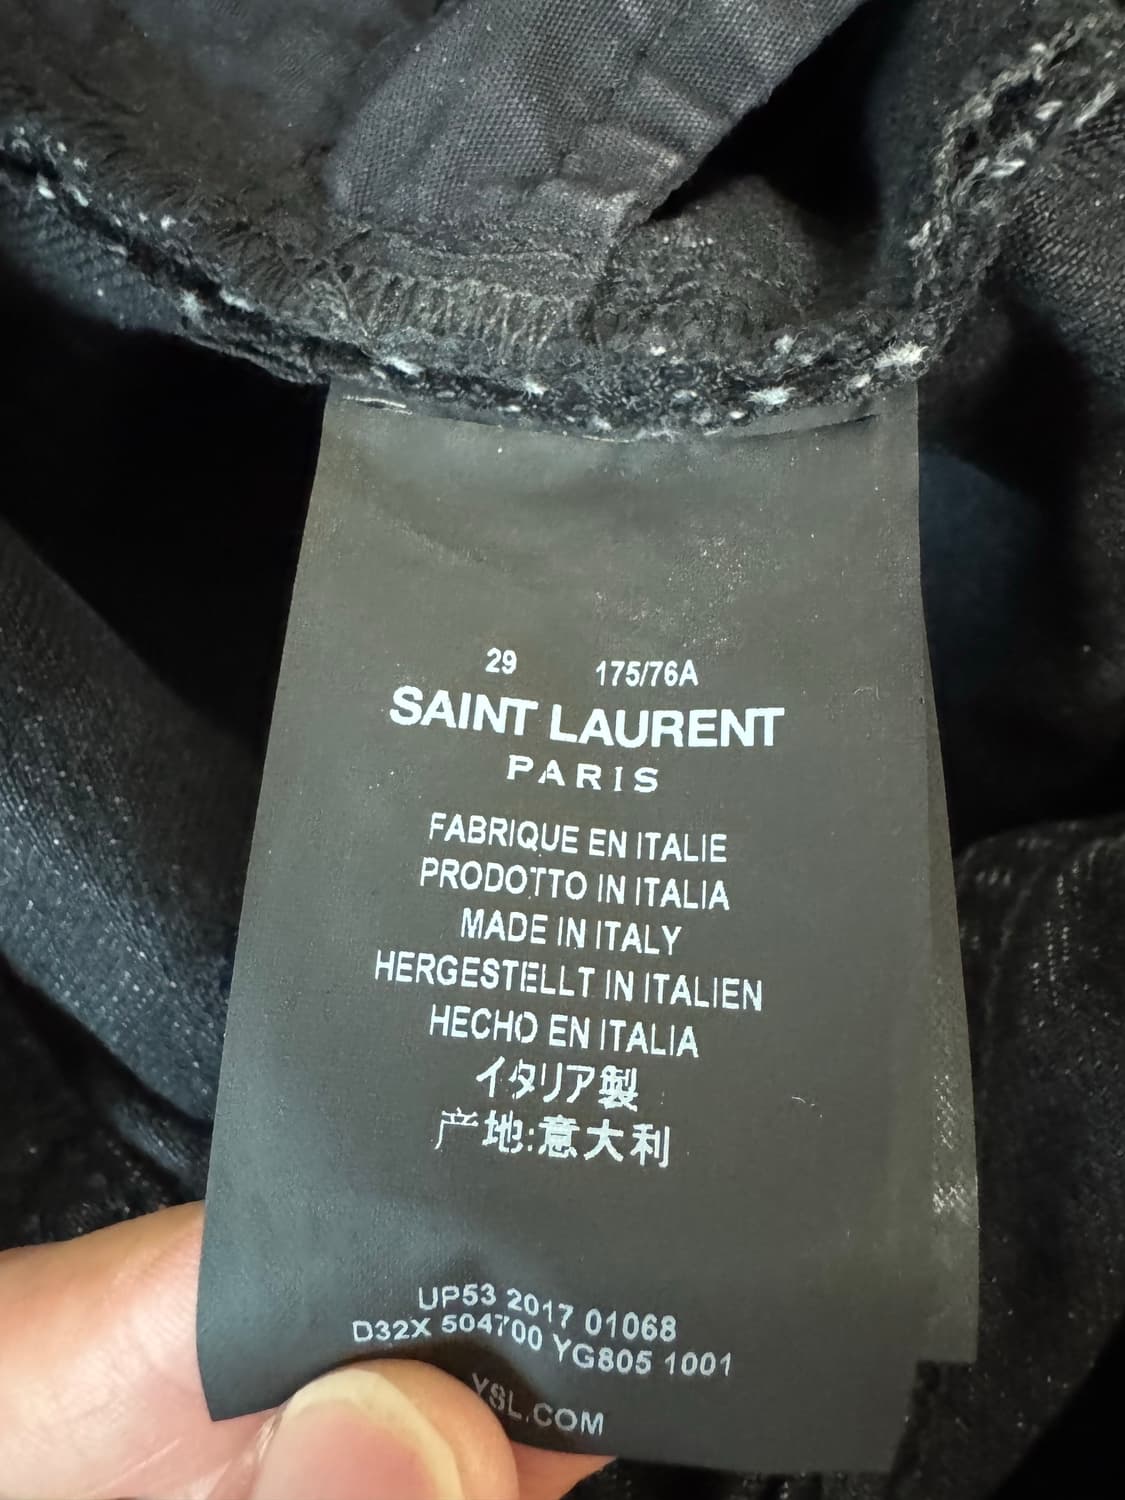 29 175/76A
SAINT LAURENT
PARIS
FABRIQUE EN ITALIE
PRODOTTO IN ITALIA
MADE IN ITALY
HERGESTELLT IN ITALIEN
HECHO EN ITALIA
イタリア製
产地:意大利
UP53 2017 01068
D32X 504700 YG805 1001
YSL.COM